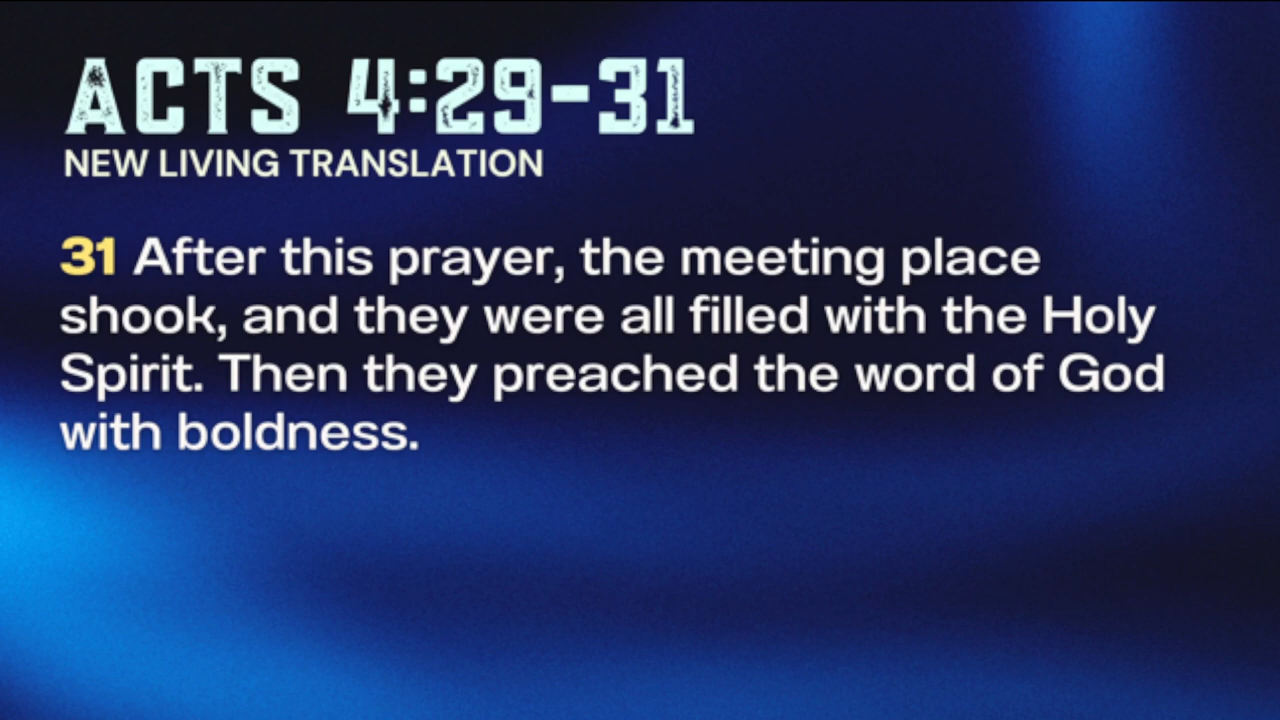 ACTS 4:29-31
NEW LIVING TRANSLATION
31 After this prayer, the meeting place
shook, and they were all filled with the Holy
Spirit. Then they preached the word of God
with boldness.